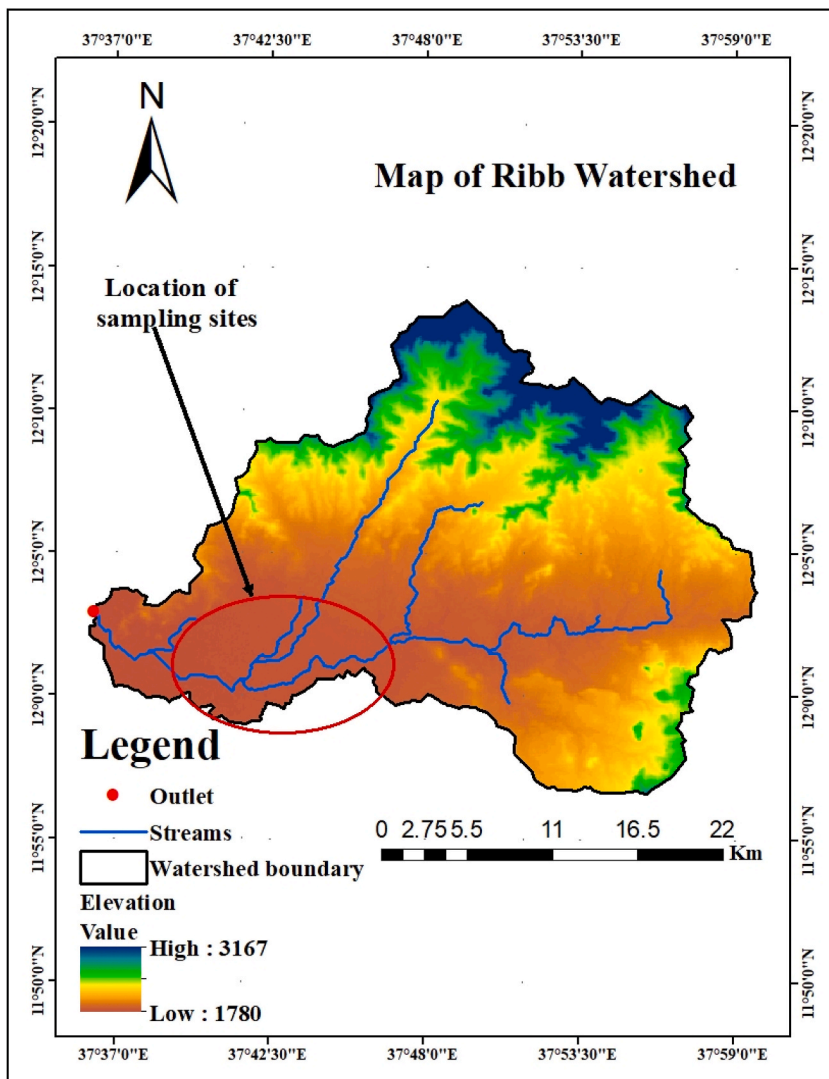 37°37'0"E 37°42'30"E 37°48'0"E 37°53'30"E 37°59'0"E
12°20'0"N 12°20'0"N
N
Map of Ribb Watershed
12°15'0"N 12°15'0"N
Location of
sampling sites
12°10'0"N 12°10'0"N
12°5'0"N 12°5'0"N
12°0'0"N 12°0'0"N
Legend
Outlet
Streams
Watershed boundary
0 2.75 5.5 11 16.5 22
Km
11°55'0"N 11°55'0"N
Elevation
Value
High : 3167
Low : 1780
11°50'0"N 11°50'0"N
37°37'0"E 37°42'30"E 37°48'0"E 37°53'30"E 37°59'0"E